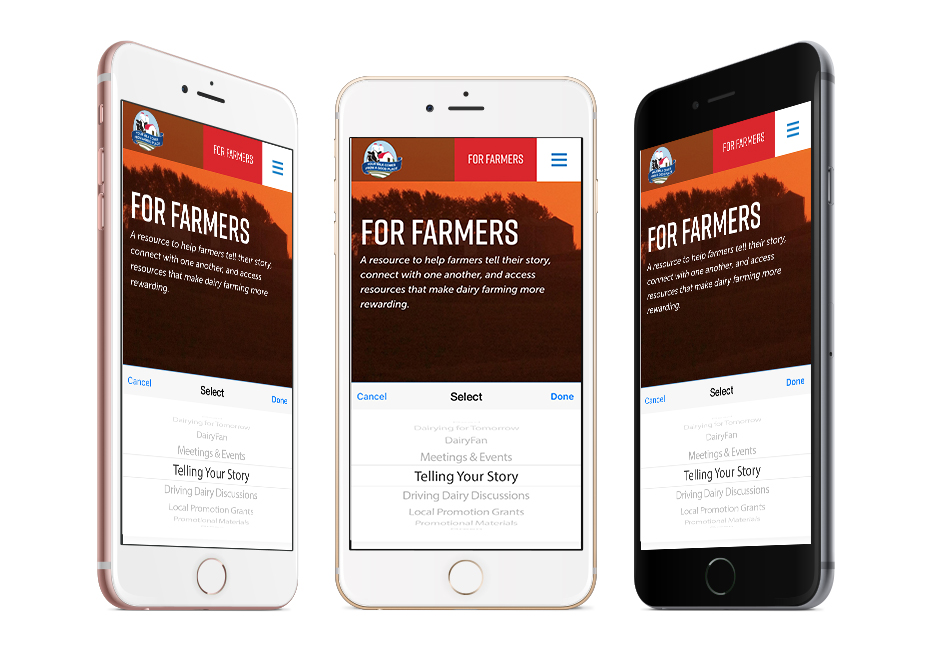 FOR FARMERS
FOR FARMERS
A resource to help farmers tell their story,
connect with one another, and access
resources that make dairy farming more
rewarding.
Cancel
Select
Done
Dairying for Tomorrow
DairyFan
Meetings & Events
Telling Your Story
Driving Dairy Discussions
Local Promotion Grants
Promotional Materials
FOR FARMERS
FOR FARMERS
A resource to help farmers tell their story,
connect with one another, and access
resources that make dairy farming more
rewarding.
Cancel Select Done
Dairying for Tomorrow
DairyFan
Meetings & Events
Telling Your Story
Driving Dairy Discussions
Local Promotion Grants
Promotional Materials
FOR FARMERS
FOR FARMERS
A resource to help farmers tell their story,
connect with one another, and access
resources that make dairy farming more
rewarding.
Cancel
Select
Done
Dairying for Tomorrow
DairyFan
Meetings & Events
Telling Your Story
Driving Dairy Discussions
Local Promotion Grants
Promotional Materials